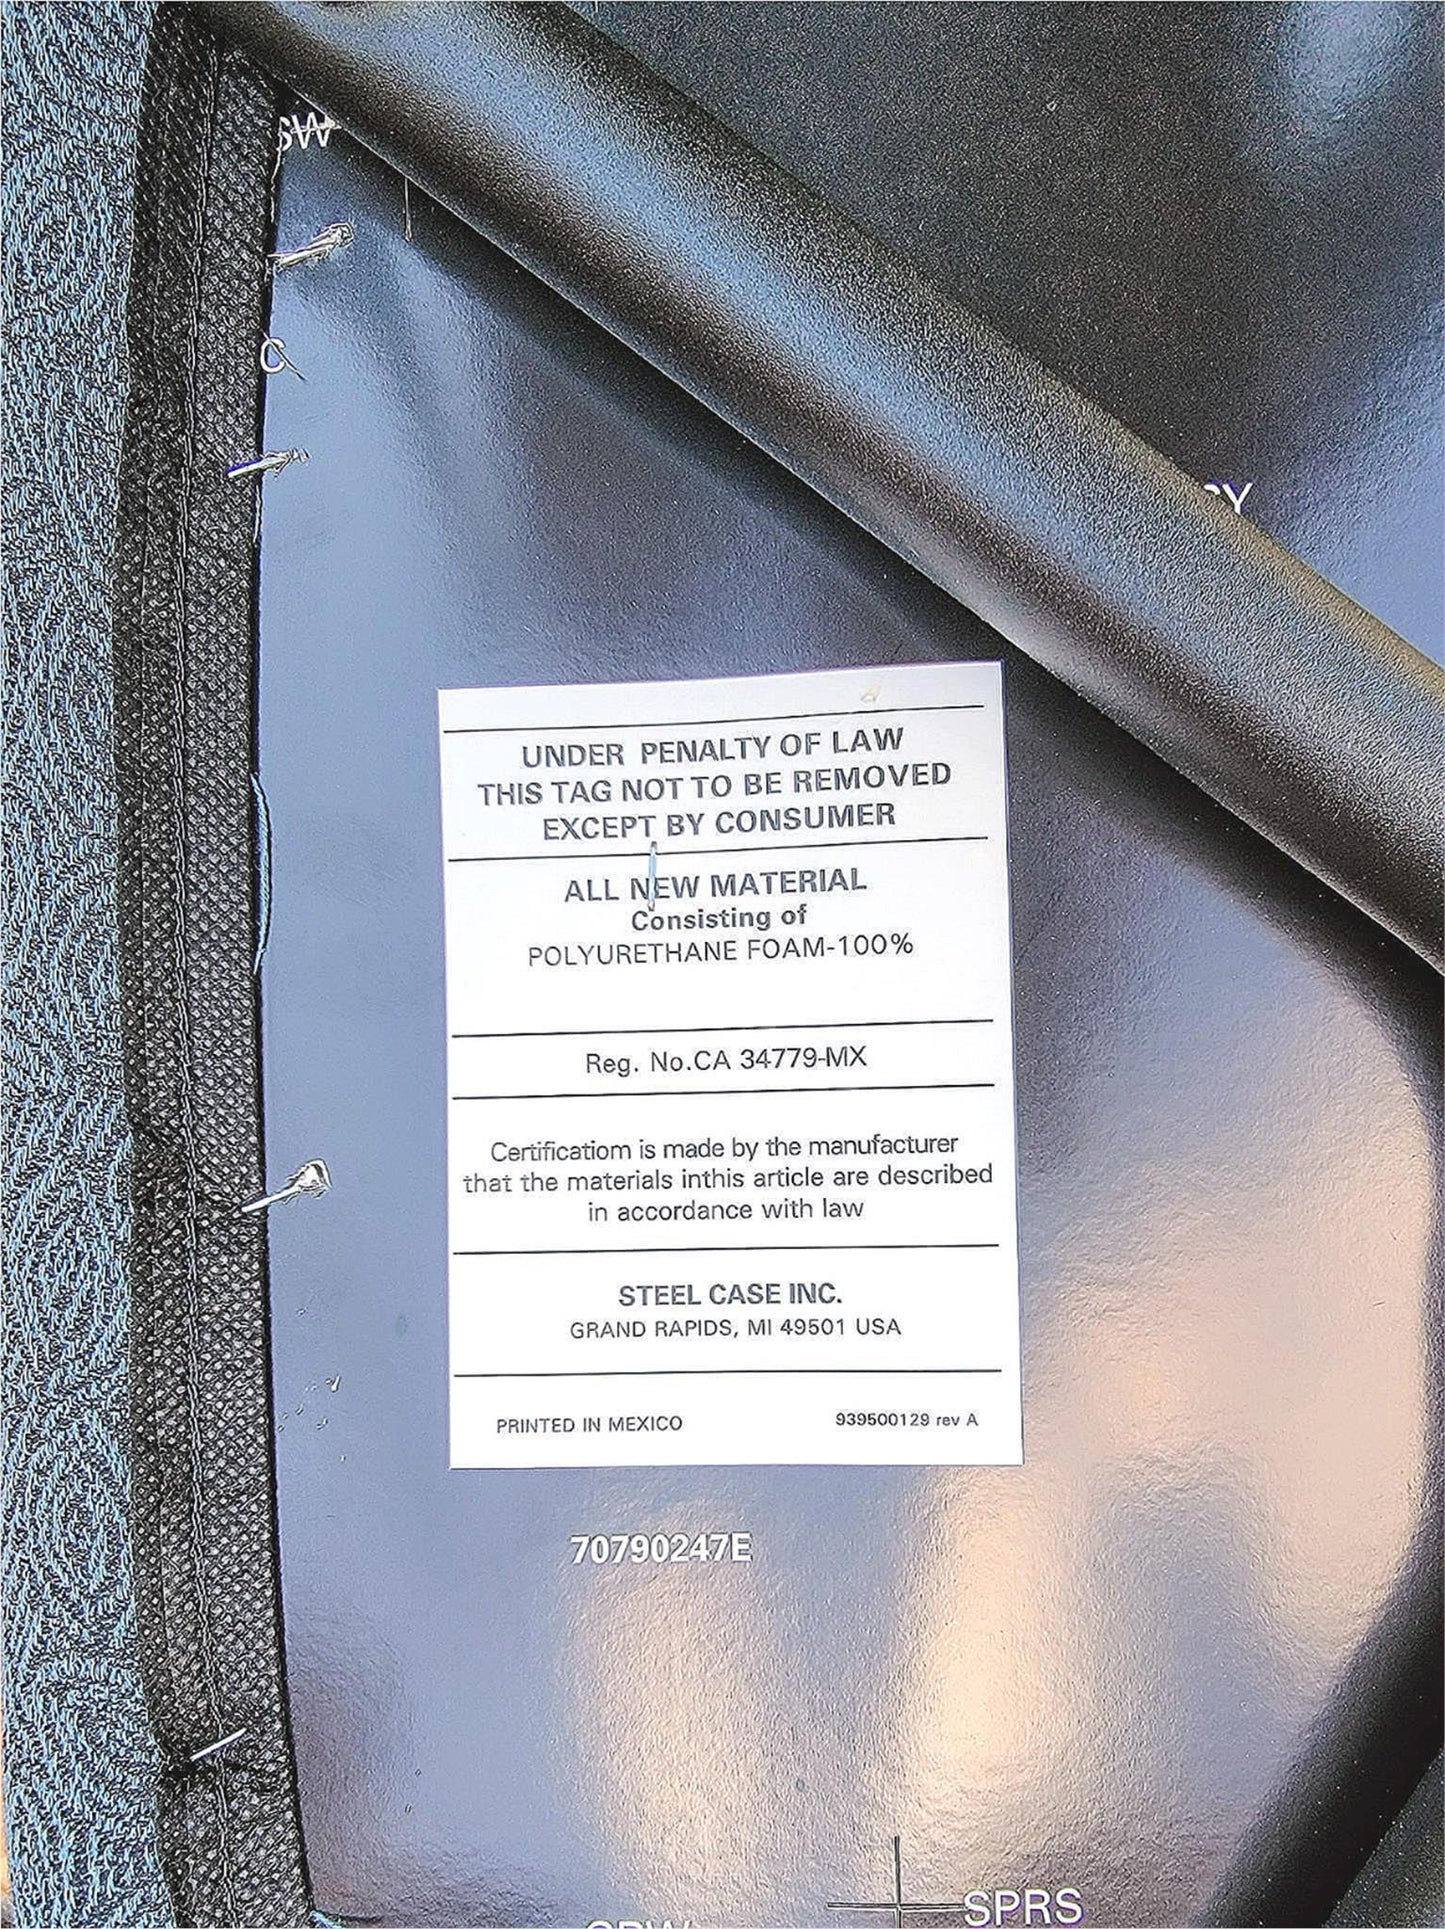 SW
C
UNDER PENALTY OF LAW
THIS TAG NOT TO BE REMOVED
EXCEPT BY CONSUMER
ALL NEW MATERIAL
Consisting of
POLYURETHANE FOAM-100%
Reg. No.CA 34779-MX
Certificatiom is made by the manufacturer
that the materials inthis article are described
in accordance with law
STEEL CASE INC.
GRAND RAPIDS, MI 49501 USA
PRINTED IN MEXICO 939500129 rev A
70790247E
SPRS